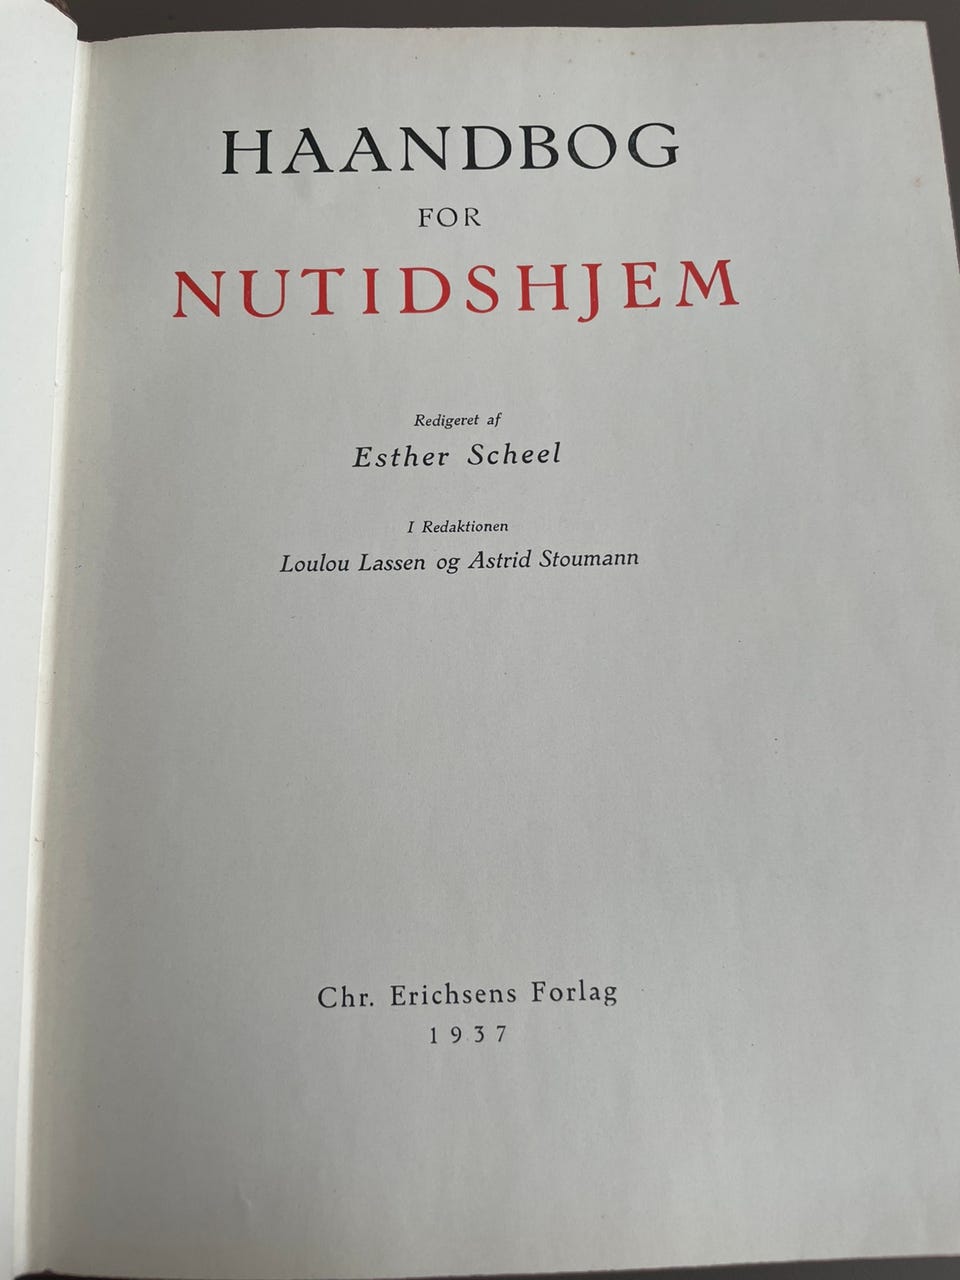 HAANDBOG
FOR
NUTIDSHJEM
Redigeret af
Esther Scheel
I Redaktionen
Loulou Lassen og Astrid Stoumann
Chr. Erichsens Forlag
1937